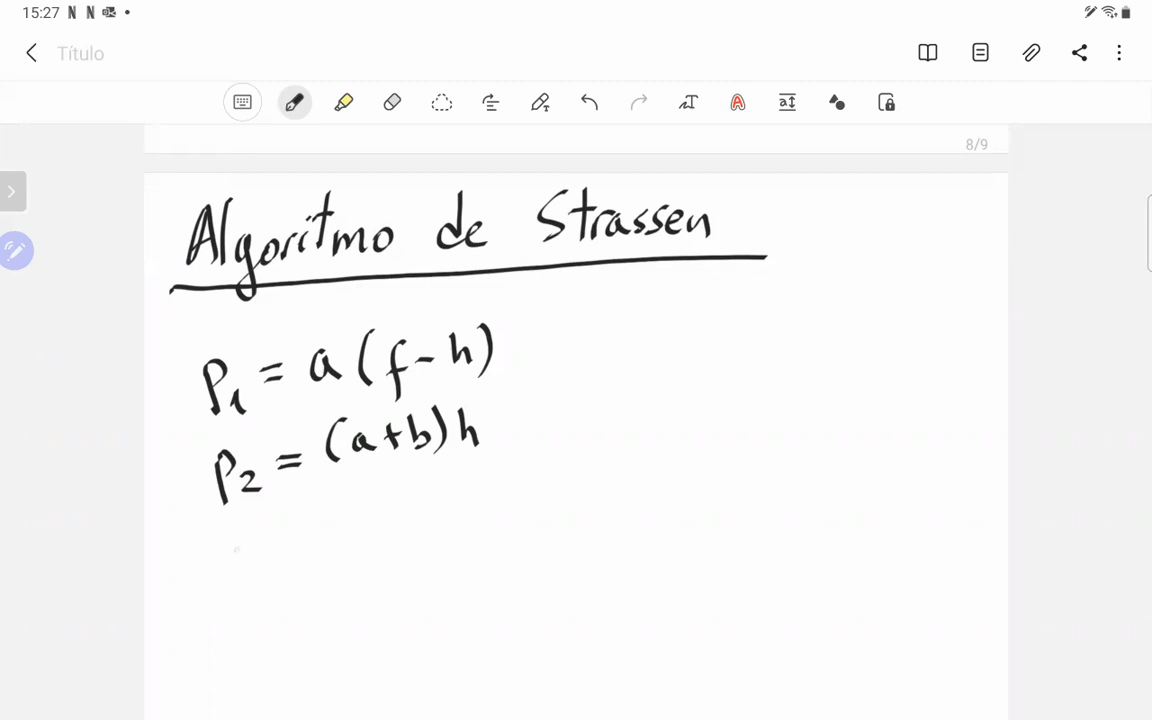 15:27 N N
Título
8/9
Algoritmo de Strassen
P₁ = a (f-h)
P₂ = (a+b) h